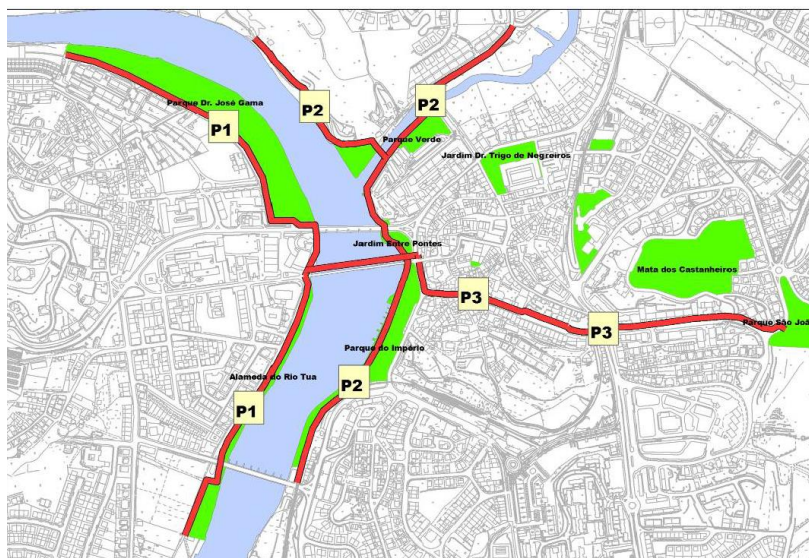 Parque Dr. José Gama
P1
P2
P2
Parque Verde
Jardim Dr. Trigo de Negreiros
Jardim Entre Pontes
Mata dos Castanheiros
P3
P3
Parque São Joã
Parque do Império
Alameda do Rio Tua
P2
P1